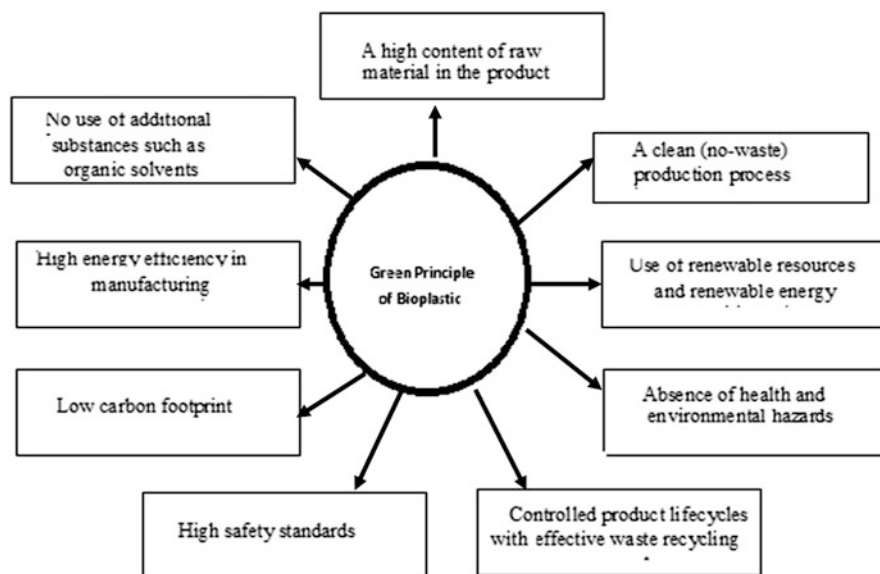 A high content of raw
material in the product
No use of additional
substances such as
organic solvents
A clean (no-waste)
production process
High energy efficiency in
manufacturing
Green Principle
of Bioplastic
Use of renewable resources
and renewable energy
Low carbon footprint
Absence of health and
environmental hazards
High safety standards
Controlled product lifecycles
with effective waste recycling